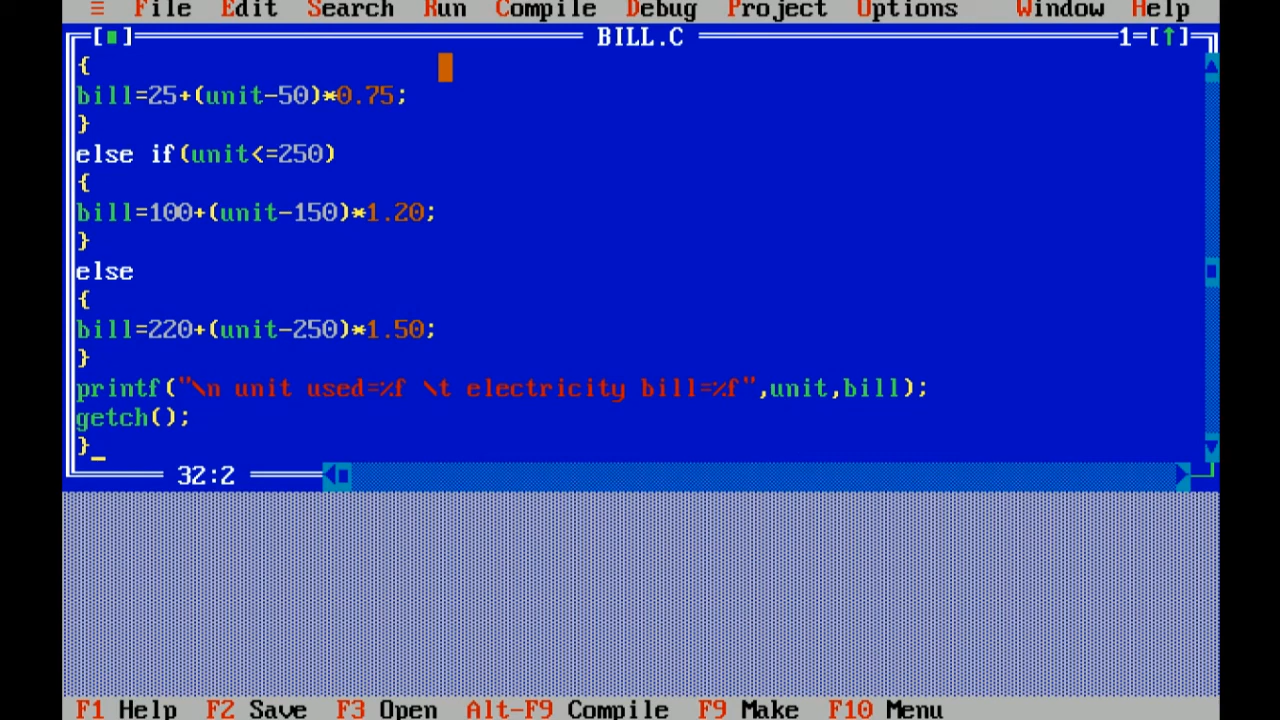 ≡ File Edit Search Run Compile Debug Project Options Window Help
[■] BILL.C 1=[↑]
{
bill=25+(unit-50)*0.75;
}
else if(unit<=250)
{
bill=100+(unit-150)*1.20;
}
else
{
bill=220+(unit-250)*1.50;
}
printf("\n unit used=%f \t electricity bill=%f",unit,bill);
getch();
}_
32:2
F1 Help F2 Save F3 Open Alt-F9 Compile F9 Make F10 Menu